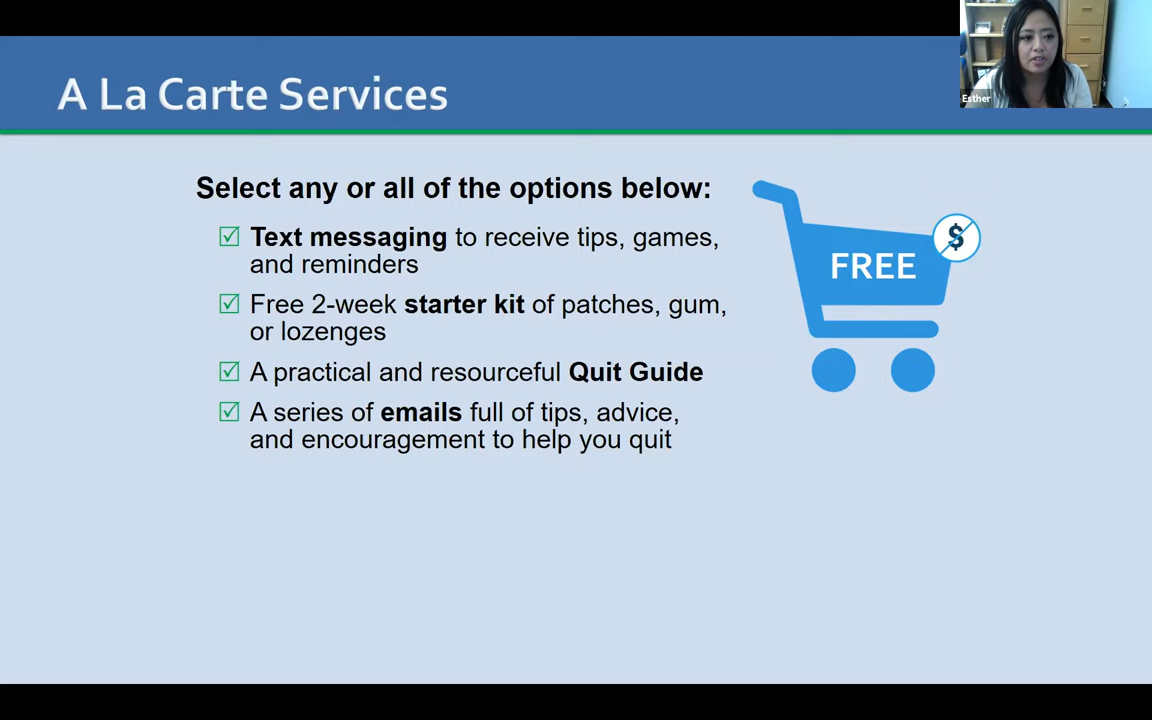 A La Carte Services
Esther
Select any or all of the options below:
Text messaging to receive tips, games,
and reminders
Free 2-week starter kit of patches, gum,
or lozenges
A practical and resourceful Quit Guide
A series of emails full of tips, advice,
and encouragement to help you quit
$
FREE